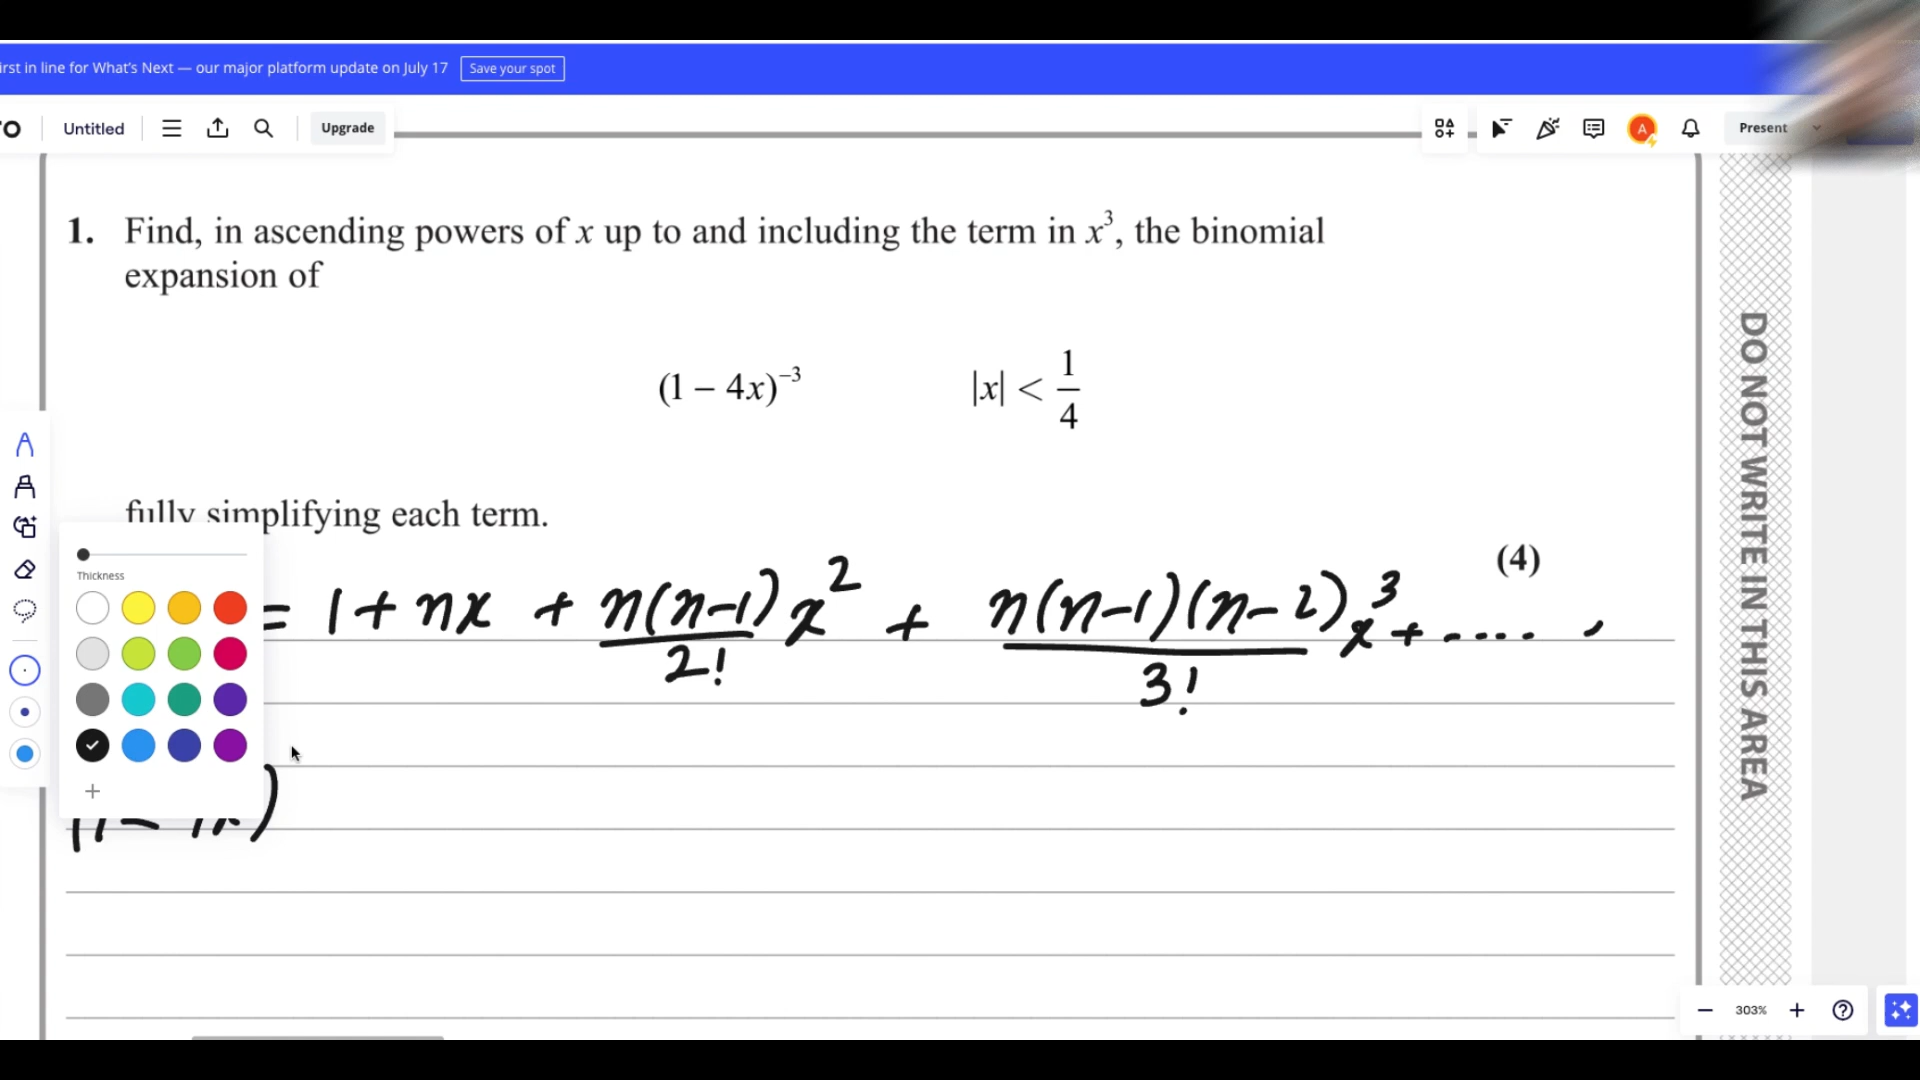 irst in line for What's Next — our major platform update on July 17 Save your spot
ro Untitled Upgrade A Present
1. Find, in ascending powers of x up to and including the term in x³, the binomial
expansion of
(1 – 4x)⁻³ |x| < 1/4
fully simplifying each term.
(4)
= 1 + nx + n(n-1)/2! x² + n(n-1)(n-2)/3! x³ + .... ,
Thickness
(1 - 4x)
DO NOT WRITE IN THIS AREA
303%